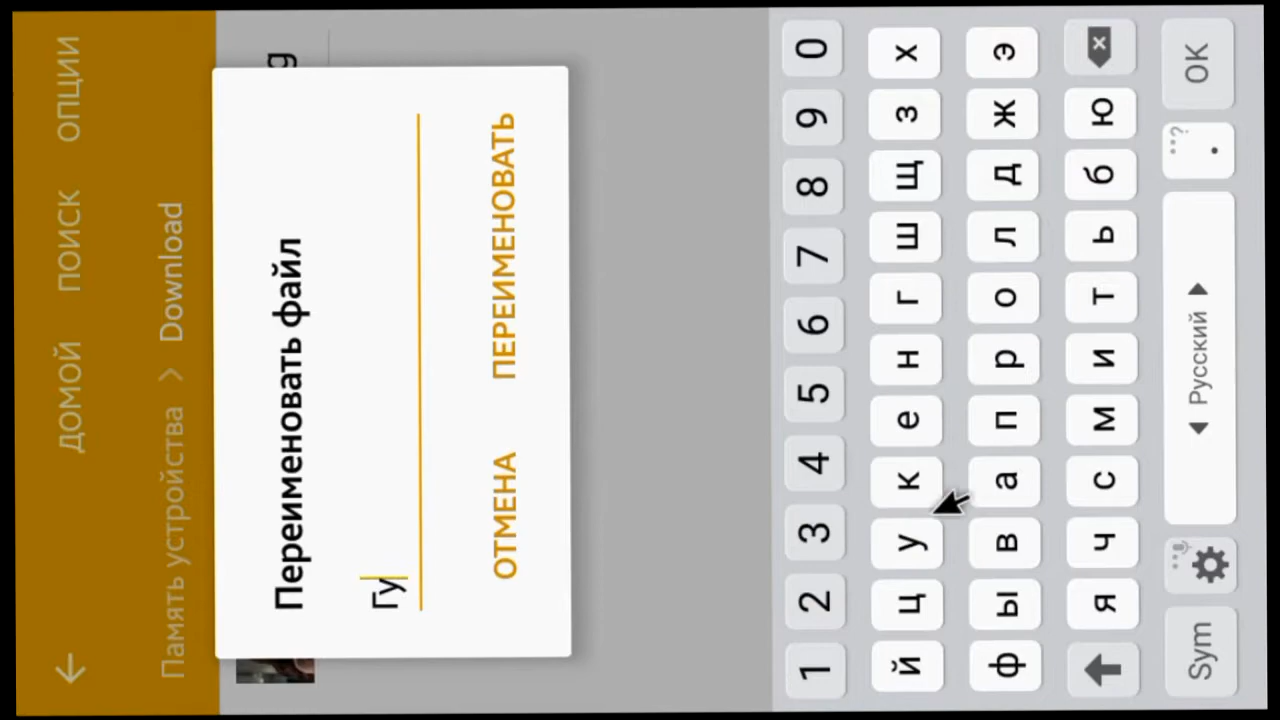 ДОМОЙ ПОИСК ОПЦИИ
Память устройства > Download
g
Переименовать файл
Гу
ОТМЕНА ПЕРЕИМЕНОВАТЬ
1 2 3 4 5 6 7 8 9 0
й ц у к е н г ш щ з х
ф ы в а п р о л д ж э
я ч с м и т ь б ю
Sym Русский . ?
OK